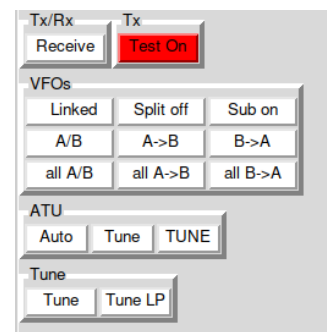 Tx/Rx Tx
Receive Test On
VFOs
Linked Split off Sub on
A/B A->B B->A
all A/B all A->B all B->A
ATU
Auto Tune TUNE
Tune
Tune Tune LP